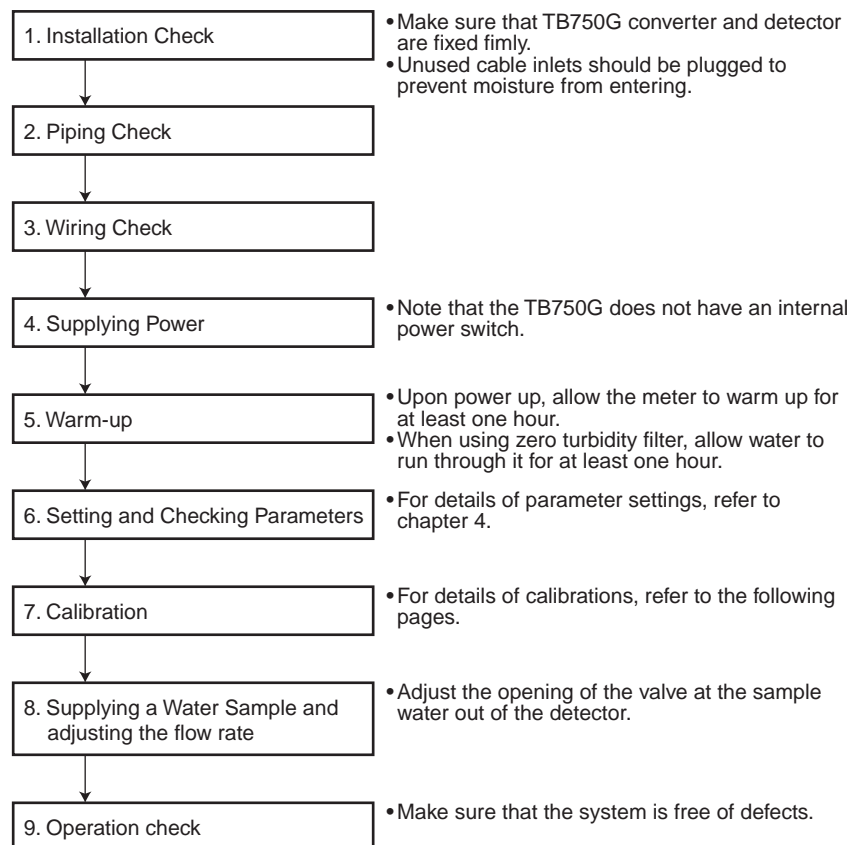 1. Installation Check
•Make sure that TB750G converter and detector
are fixed fimly.
•Unused cable inlets should be plugged to
prevent moisture from entering.
2. Piping Check
3. Wiring Check
4. Supplying Power
•Note that the TB750G does not have an internal
power switch.
5. Warm-up
•Upon power up, allow the meter to warm up for
at least one hour.
•When using zero turbidity filter, allow water to
run through it for at least one hour.
6. Setting and Checking Parameters
•For details of parameter settings, refer to
chapter 4.
7. Calibration
•For details of calibrations, refer to the following
pages.
8. Supplying a Water Sample and
adjusting the flow rate
•Adjust the opening of the valve at the sample
water out of the detector.
9. Operation check
•Make sure that the system is free of defects.